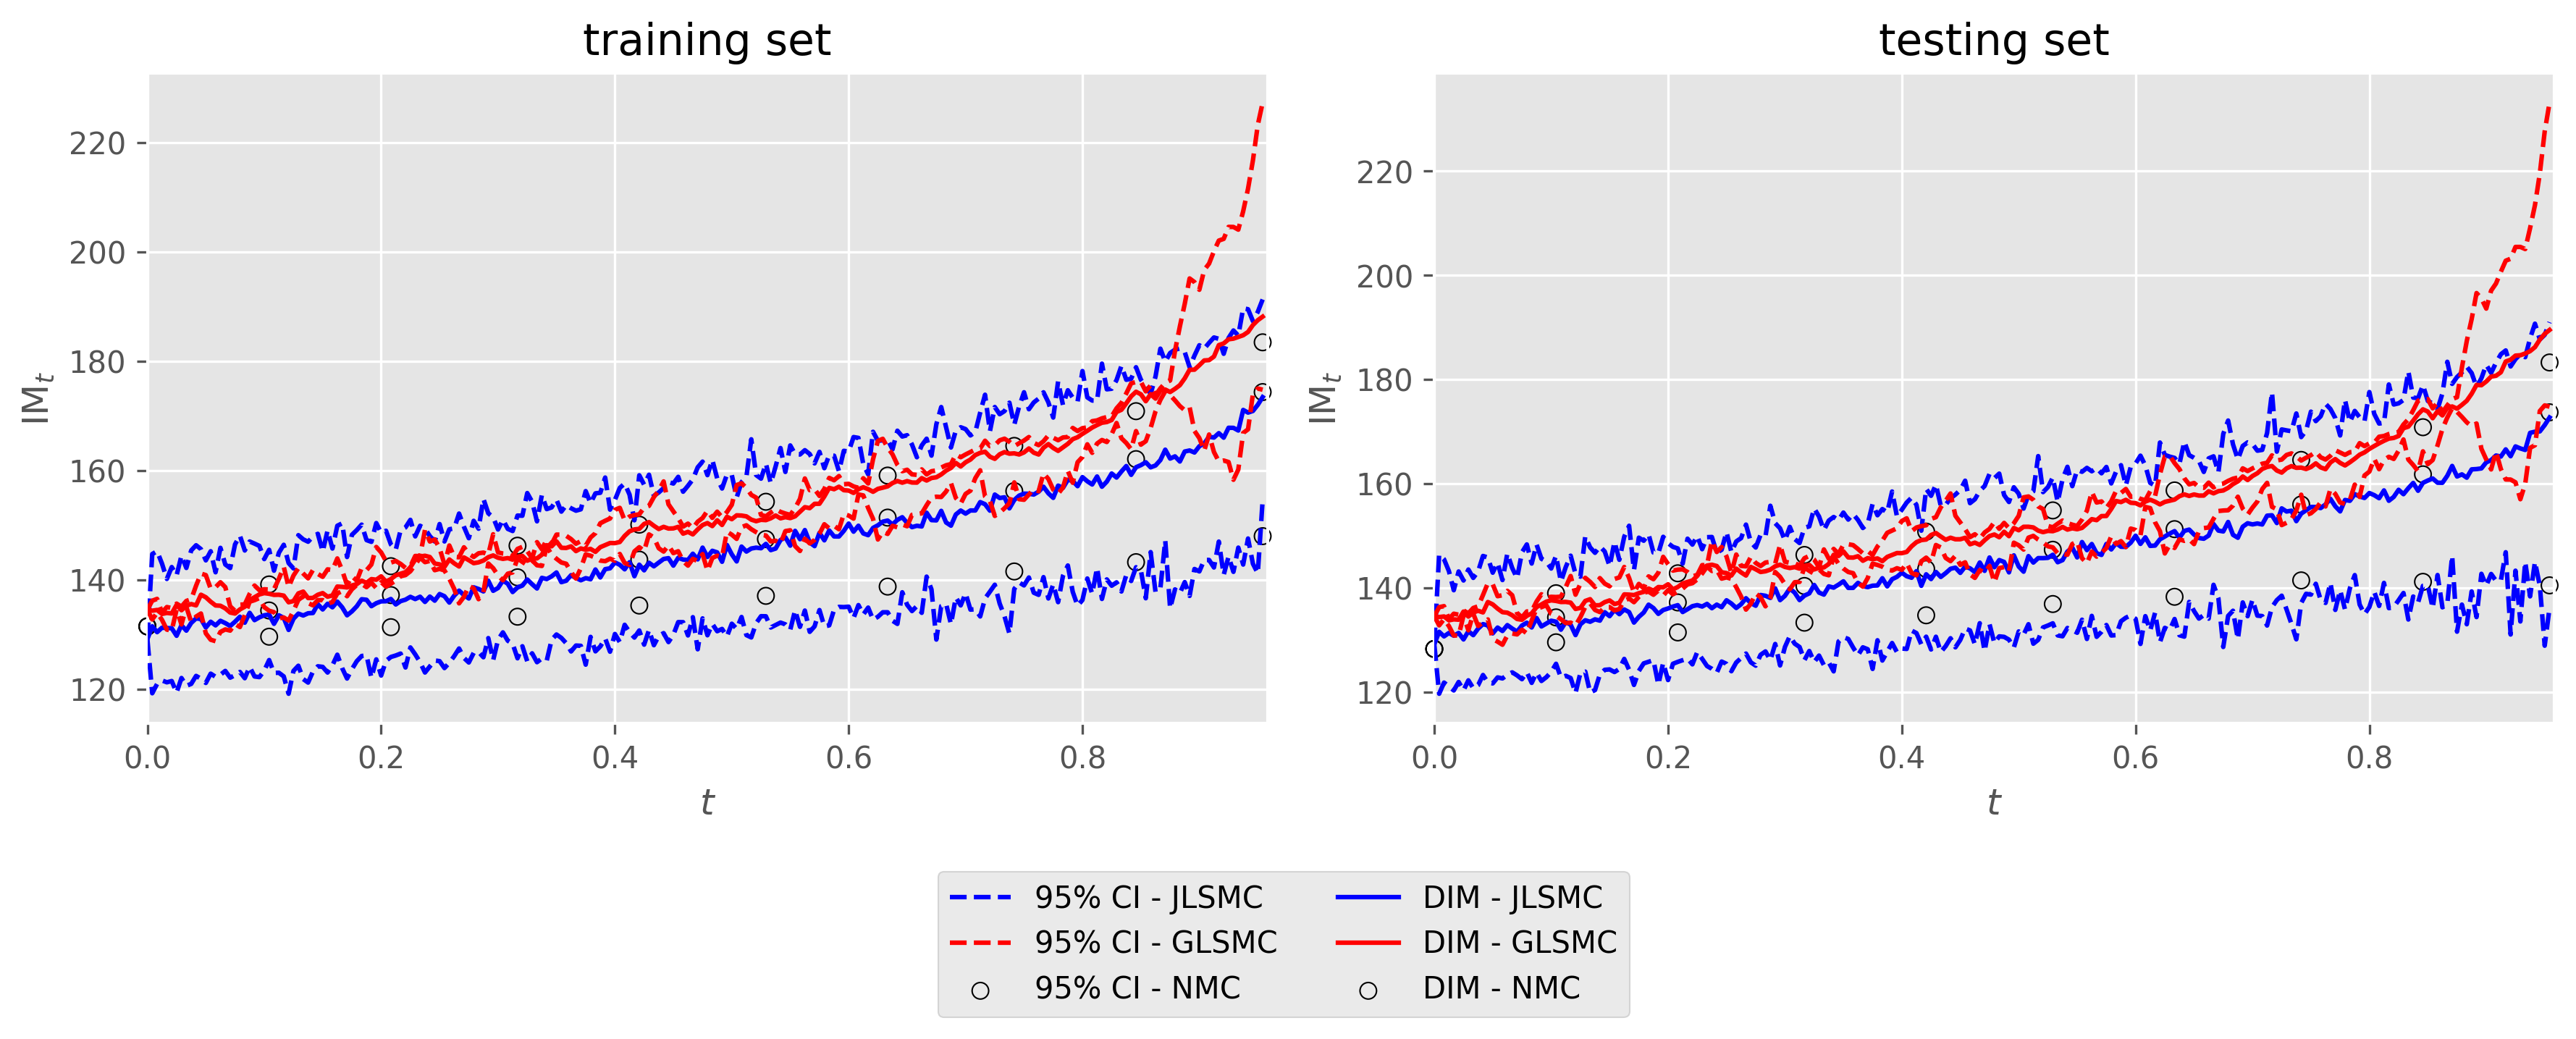 training set
testing set
IM_t
220
200
180
160
140
120
0.0 0.2 0.4 0.6 0.8
t
IM_t
220
200
180
160
140
120
0.0 0.2 0.4 0.6 0.8
t
95% CI - JLSMC
95% CI - GLSMC
95% CI - NMC
DIM - JLSMC
DIM - GLSMC
DIM - NMC